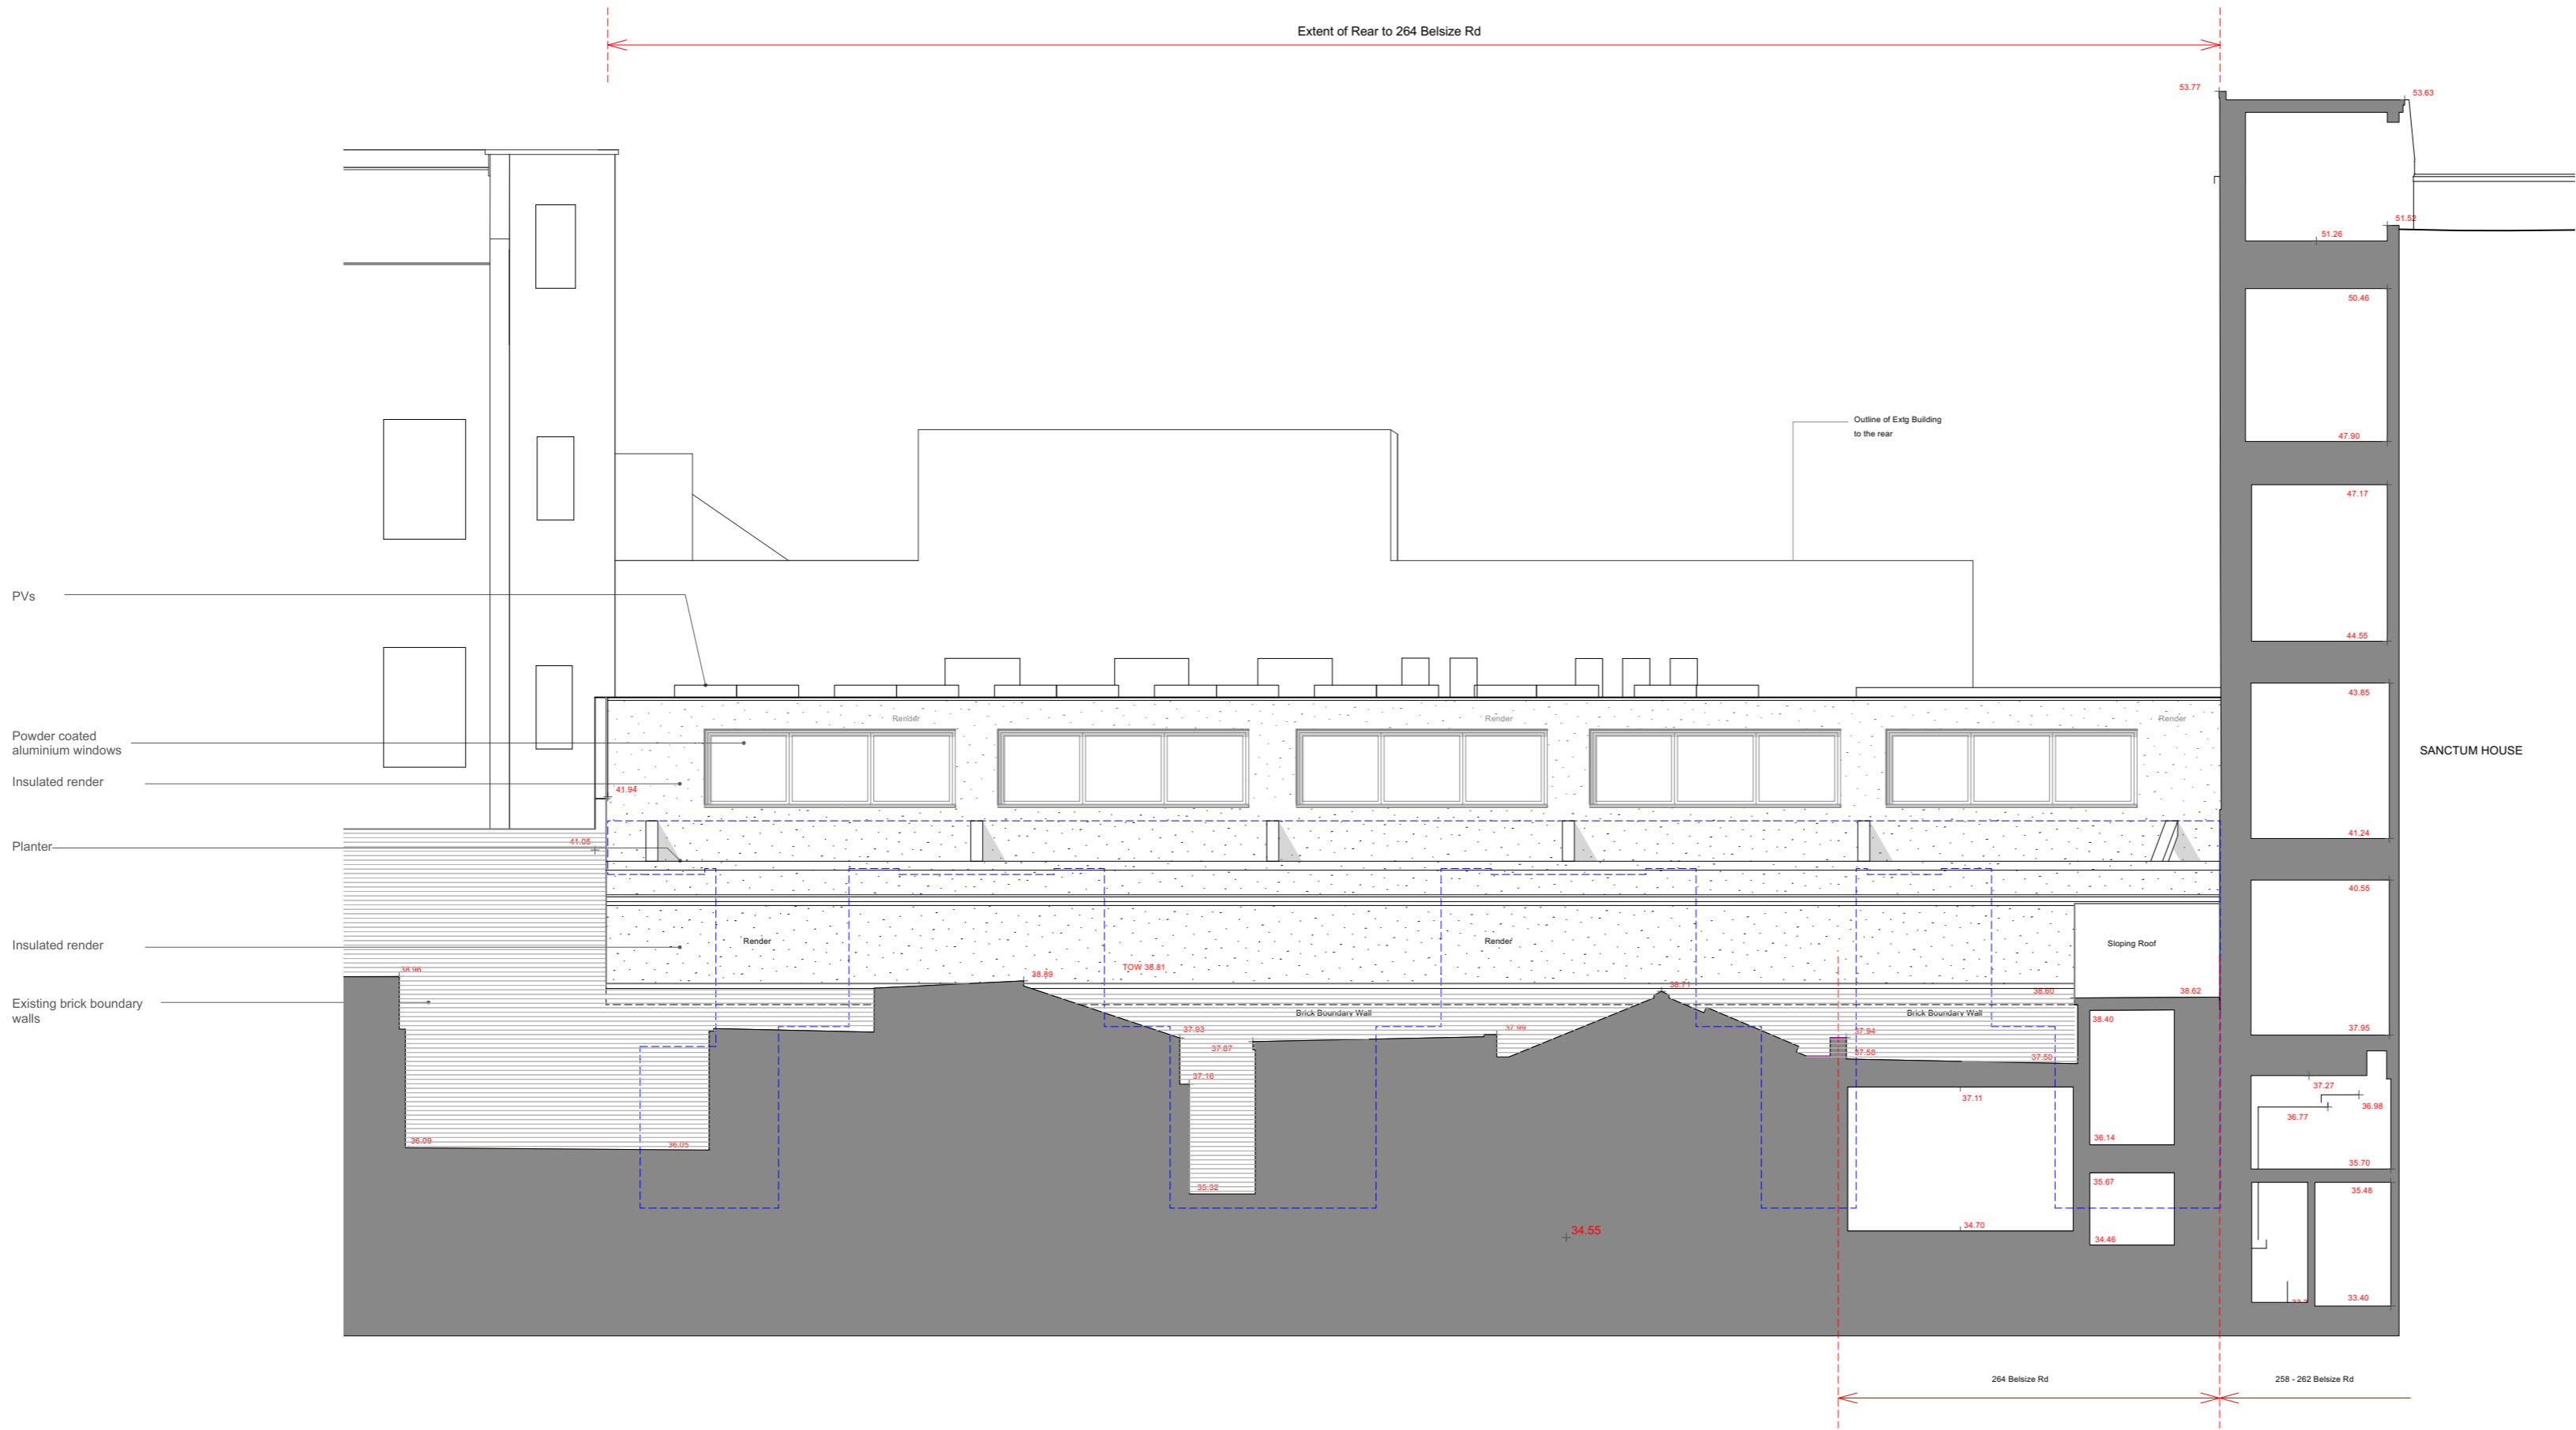 Extent of Rear to 264 Belsize Rd
53.77
53.63
51.52
51.26
50.46
Outline of Extg Building
to the rear
47.90
47.17
PVs
44.55
43.85
Render
Render
Render
Powder coated
aluminium windows
SANCTUM HOUSE
Insulated render
41.94
41.24
41.05
Planter
40.55
Insulated render
Render
Render
Sloping Roof
38.96
38.89
TOW 38.81
38.71
38.60
38.62
Existing brick boundary
walls
Brick Boundary Wall
Brick Boundary Wall
38.40
37.93
37.99
37.94
37.87
37.58
37.50
37.95
37.16
37.11
37.27
36.98
36.77
36.09
36.05
36.14
35.70
35.32
35.67
35.48
34.55
34.70
34.46
33.40
264 Belsize Rd
258 - 262 Belsize Rd